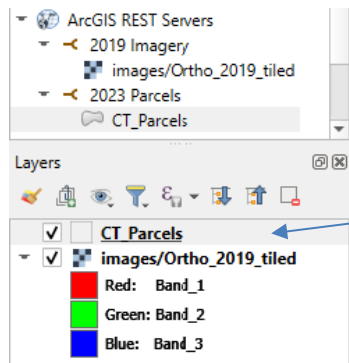 ArcGIS REST Servers
2019 Imagery
images/Ortho_2019_tiled
2023 Parcels
CT_Parcels
Layers
CT_Parcels
images/Ortho_2019_tiled
Red: Band_1
Green: Band_2
Blue: Band_3